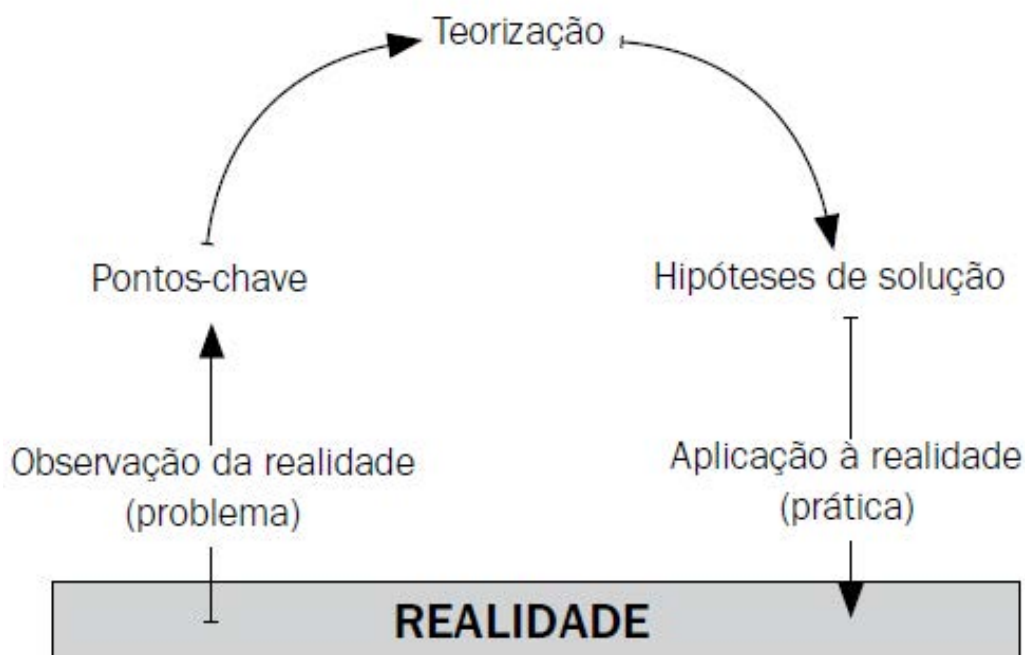 Teorização
Pontos-chave
Hipóteses de solução
Observação da realidade
(problema)
Aplicação à realidade
(prática)
REALIDADE